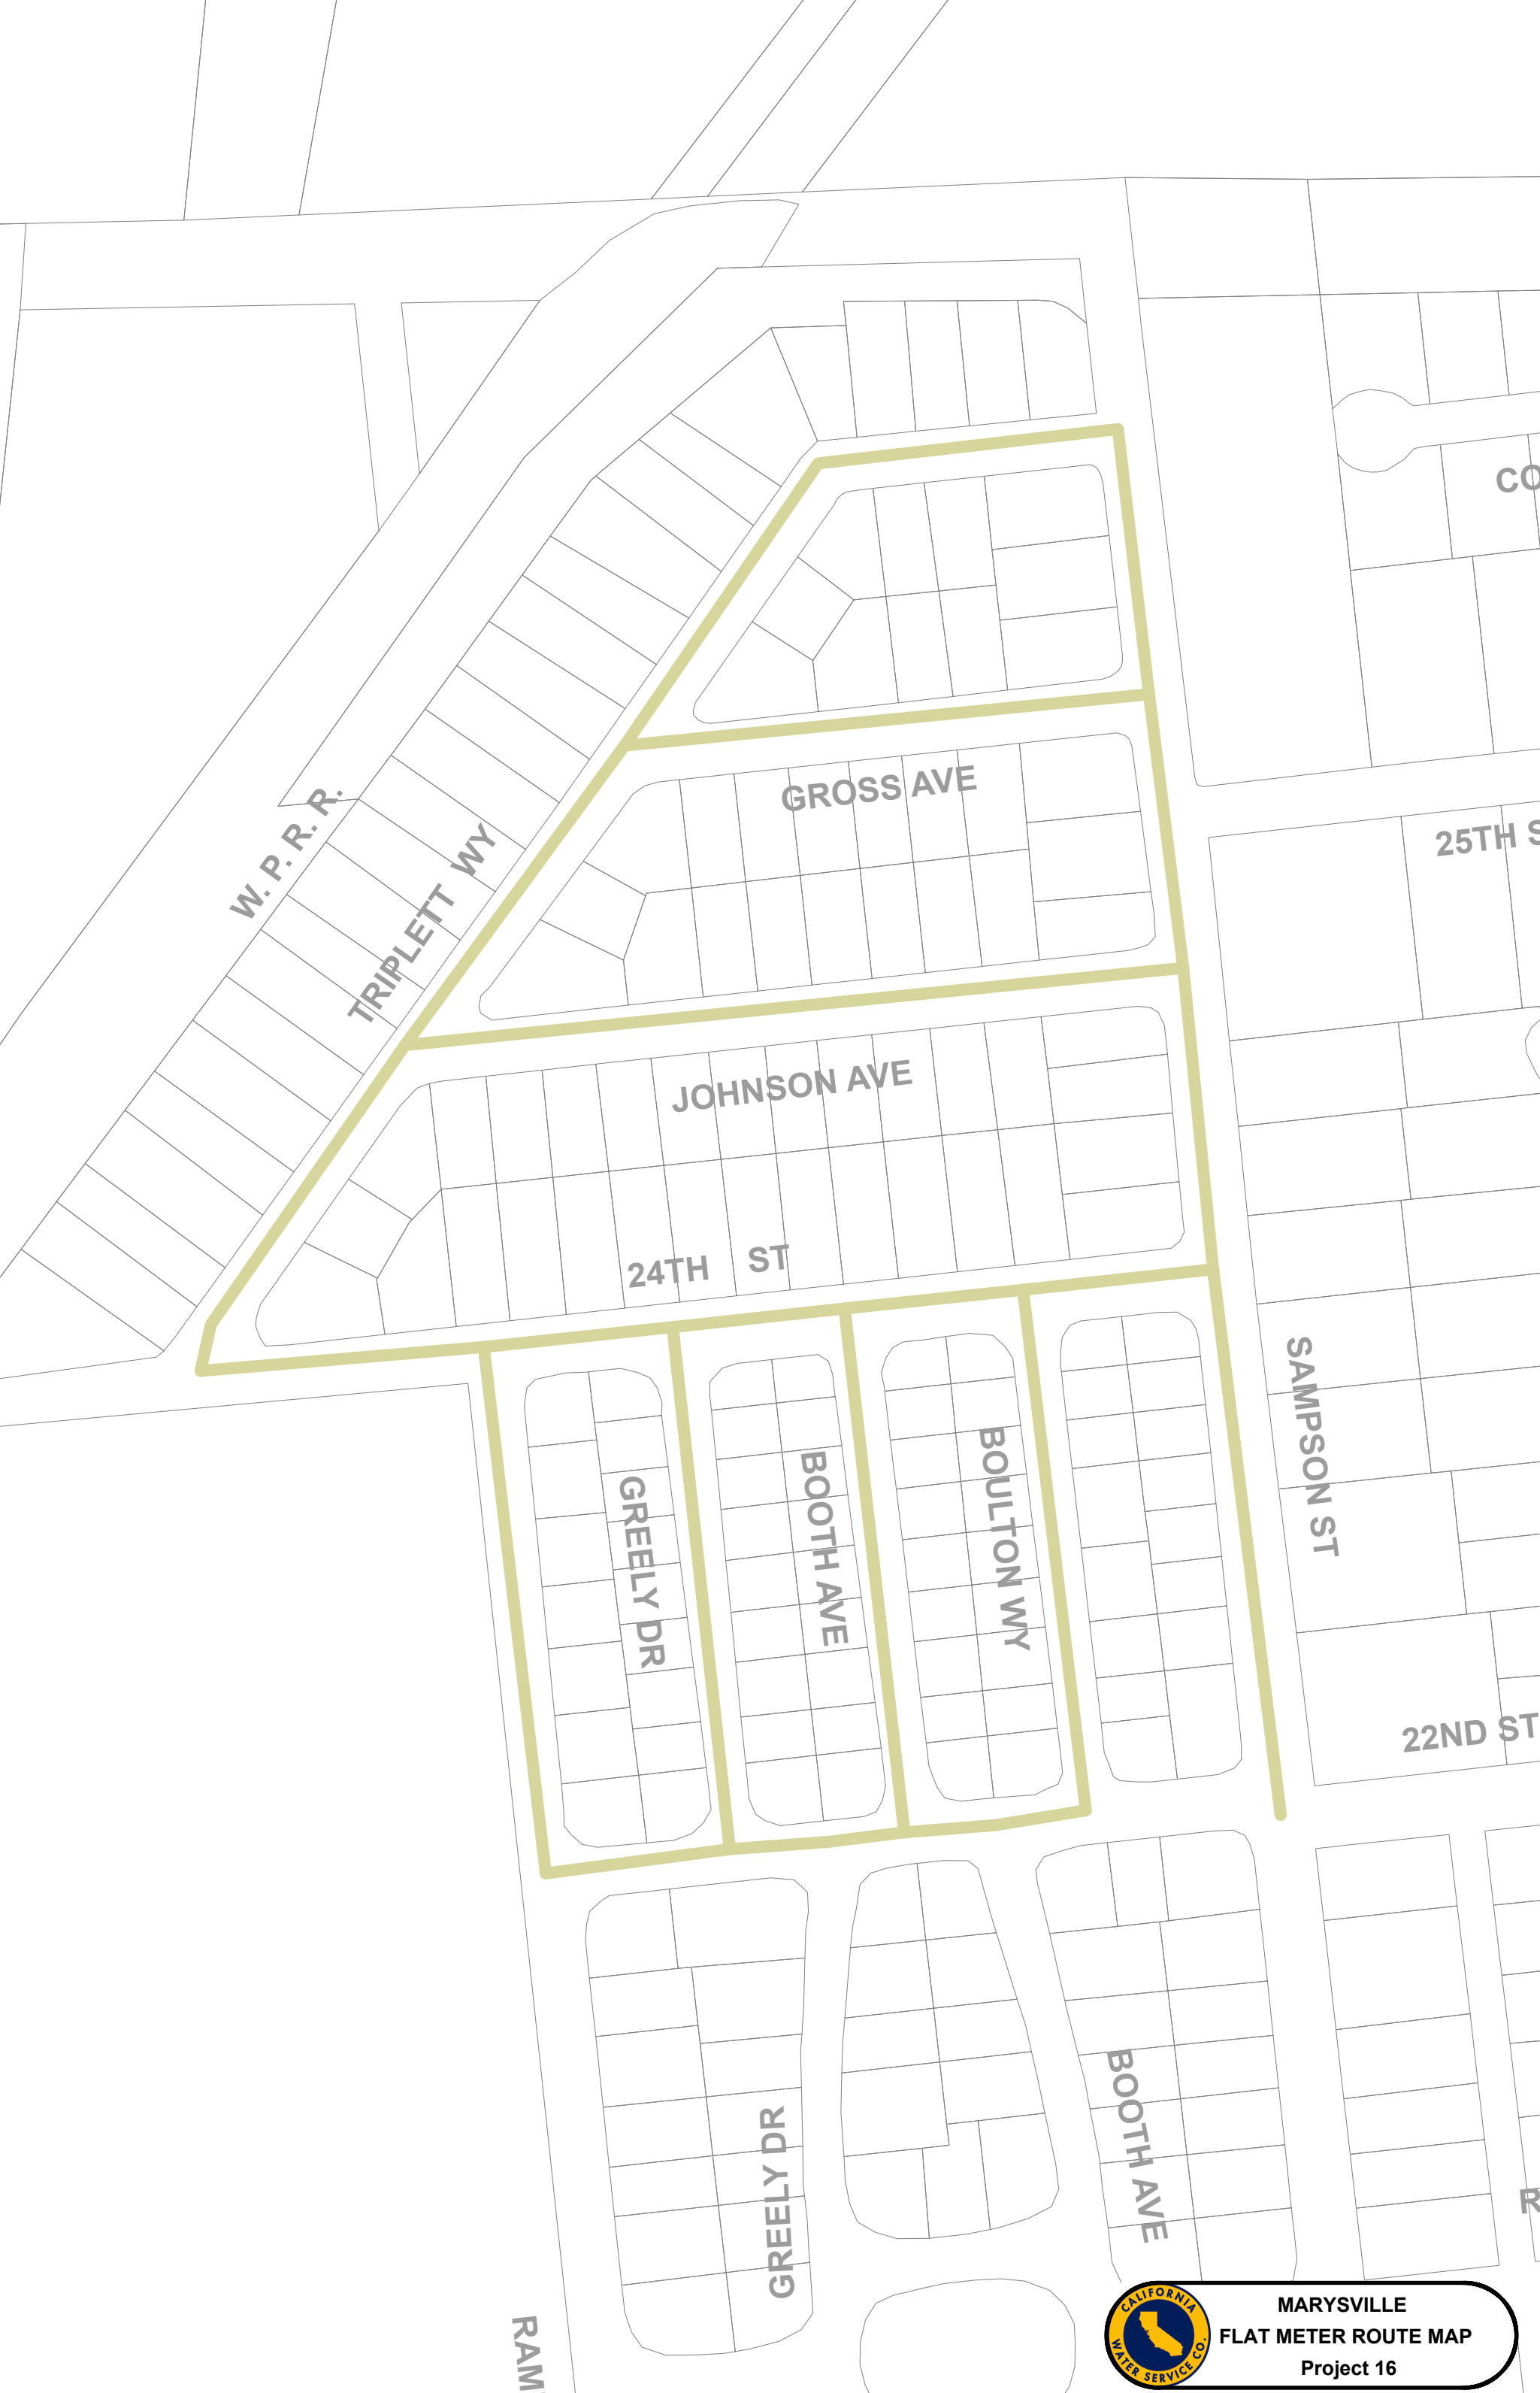 CO
GROSS AVE
W. P. R. R.
25TH S
TRIPLETT WY
JOHNSON AVE
24TH ST
SAMPSON ST
GREELY DR
BOOTH AVE
BOULTON WY
22ND ST
BOOTH AVE
GREELY DR
R
RAM
CALIFORNIA
WATER SERVICE CO.
MARYSVILLE
FLAT METER ROUTE MAP
Project 16